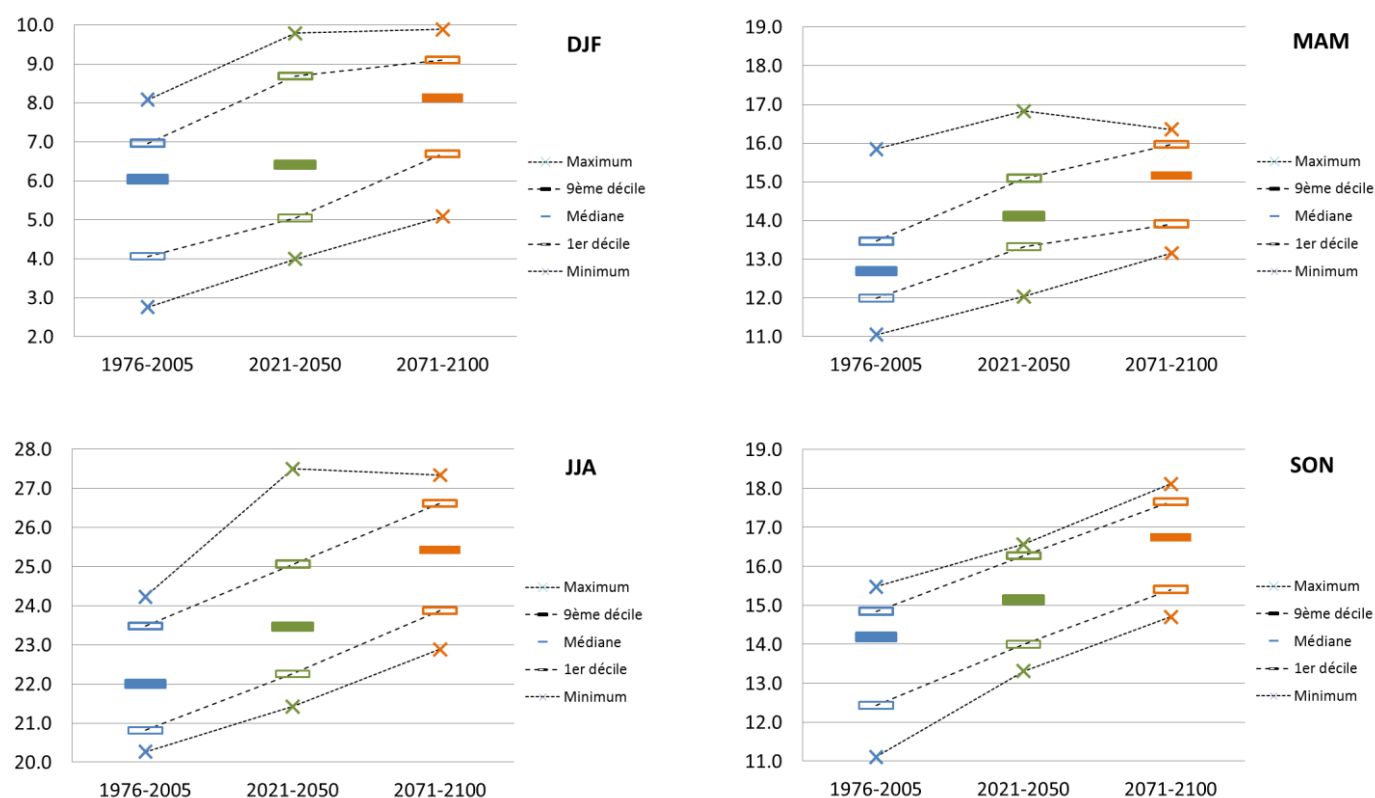 DJF
10.0
9.0
8.0
7.0
6.0
5.0
4.0
3.0
2.0
1976-2005 2021-2050 2071-2100
Maximum
9ème décile
Médiane
1er décile
Minimum
MAM
19.0
18.0
17.0
16.0
15.0
14.0
13.0
12.0
11.0
1976-2005 2021-2050 2071-2100
Maximum
9ème décile
Médiane
1er décile
Minimum
JJA
28.0
27.0
26.0
25.0
24.0
23.0
22.0
21.0
20.0
1976-2005 2021-2050 2071-2100
Maximum
9ème décile
Médiane
1er décile
Minimum
SON
19.0
18.0
17.0
16.0
15.0
14.0
13.0
12.0
11.0
1976-2005 2021-2050 2071-2100
Maximum
9ème décile
Médiane
1er décile
Minimum